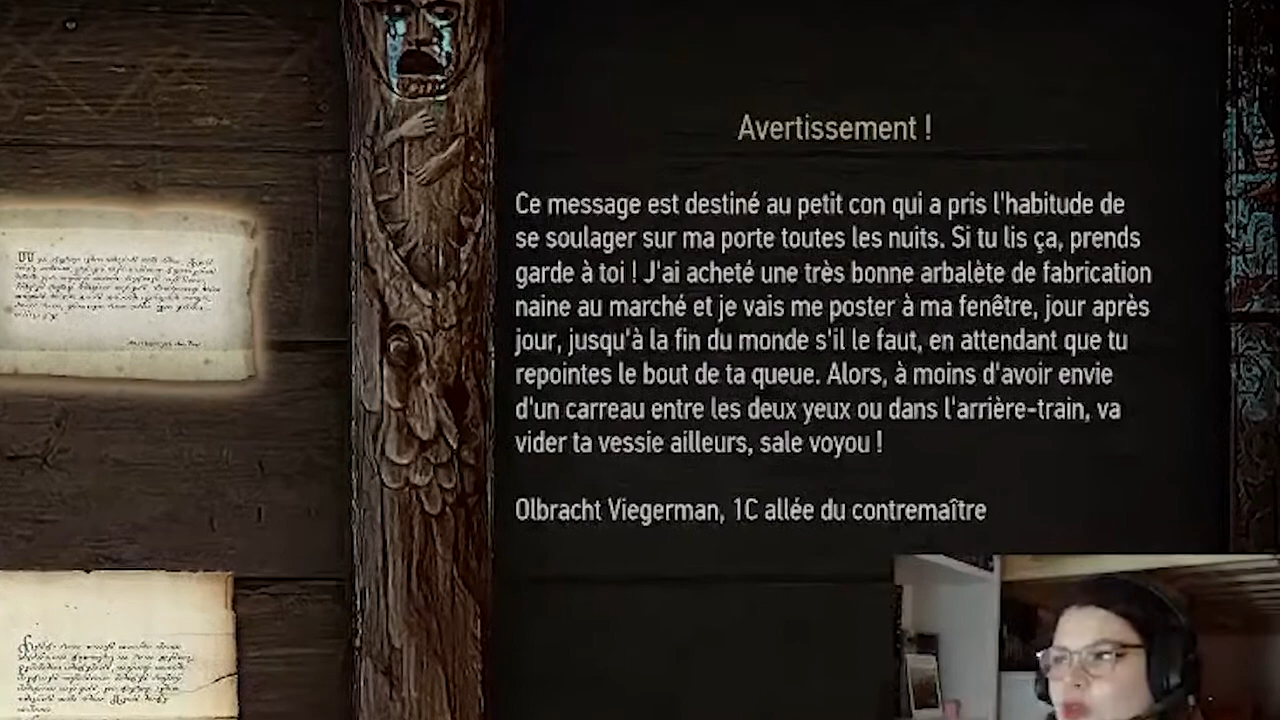 Avertissement !
Ce message est destiné au petit con qui a pris l'habitude de
se soulager sur ma porte toutes les nuits. Si tu lis ça, prends
garde à toi ! J'ai acheté une très bonne arbalète de fabrication
naine au marché et je vais me poster à ma fenêtre, jour après
jour, jusqu'à la fin du monde s'il le faut, en attendant que tu
repointes le bout de ta queue. Alors, à moins d'avoir envie
d'un carreau entre les deux yeux ou dans l'arrière-train, va
vider ta vessie ailleurs, sale voyou !
Olbracht Viegerman, 1C allée du contremaître